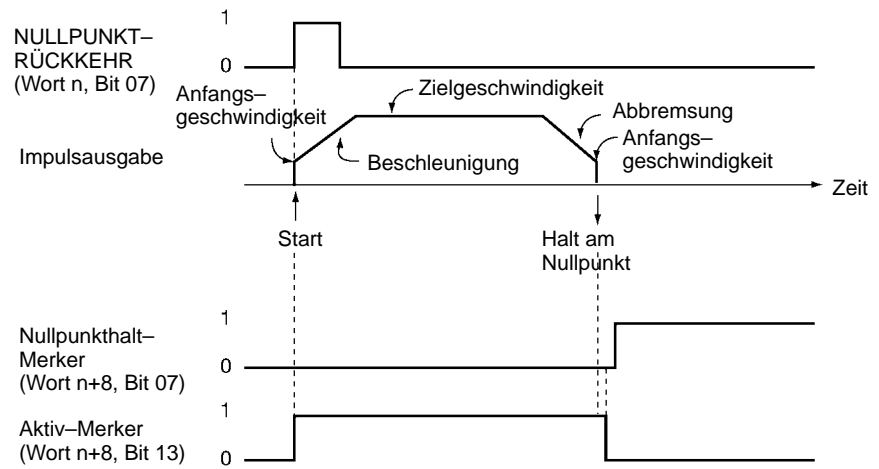 1
NULLPUNKT–
RÜCKKEHR
(Wort n, Bit 07)
0
Anfangs–
geschwindigkeit
Zielgeschwindigkeit
Abbremsung
Anfangs–
geschwindigkeit
Impulsausgabe
Beschleunigung
Zeit
Start
Halt am
Nullpunkt
1
Nullpunkthalt–
Merker
(Wort n+8, Bit 07)
0
1
Aktiv–Merker
(Wort n+8, Bit 13)
0